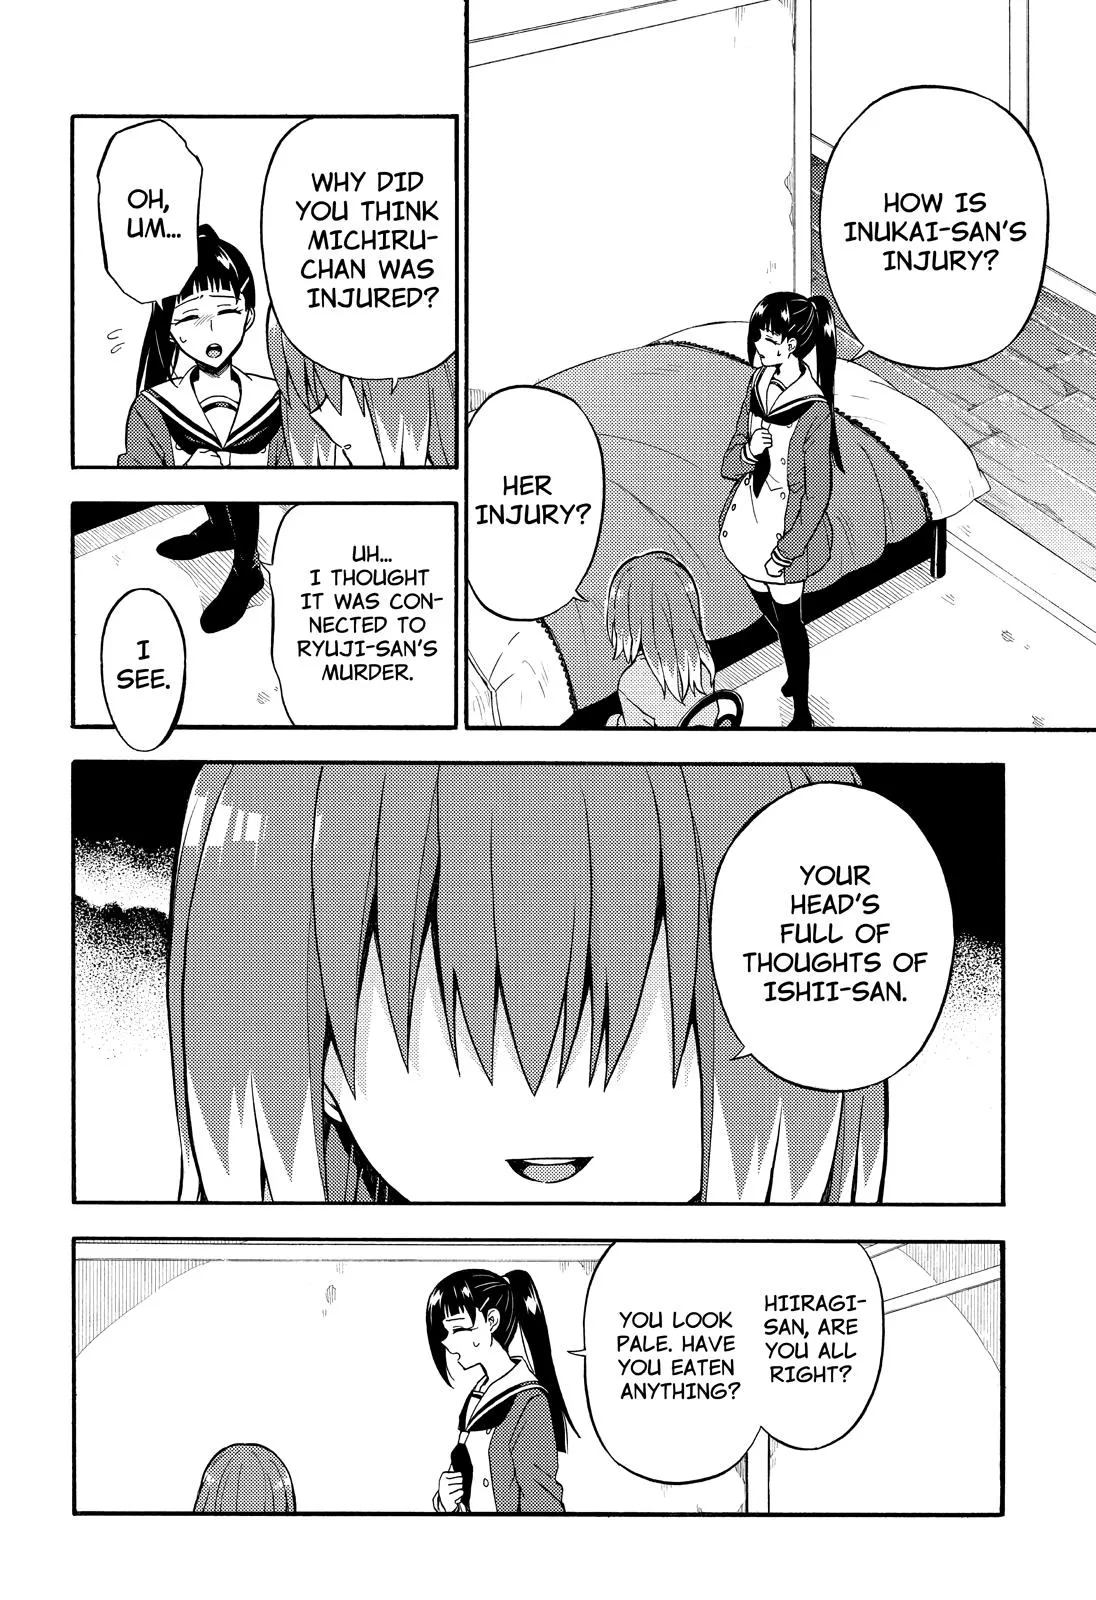 HOW IS
INUKAI-SAN'S
INJURY?
HER
INJURY?
WHY DID
YOU THINK
MICHIRU-
CHAN WAS
INJURED?
OH,
UM...
UH...
I THOUGHT
IT WAS CON-
NECTED TO
RYUJI-SAN'S
MURDER.
I
SEE.
YOUR
HEAD'S
FULL OF
THOUGHTS OF
ISHII-SAN.
HIIRAGI-
SAN, ARE
YOU ALL
RIGHT?
YOU LOOK
PALE. HAVE
YOU EATEN
ANYTHING?